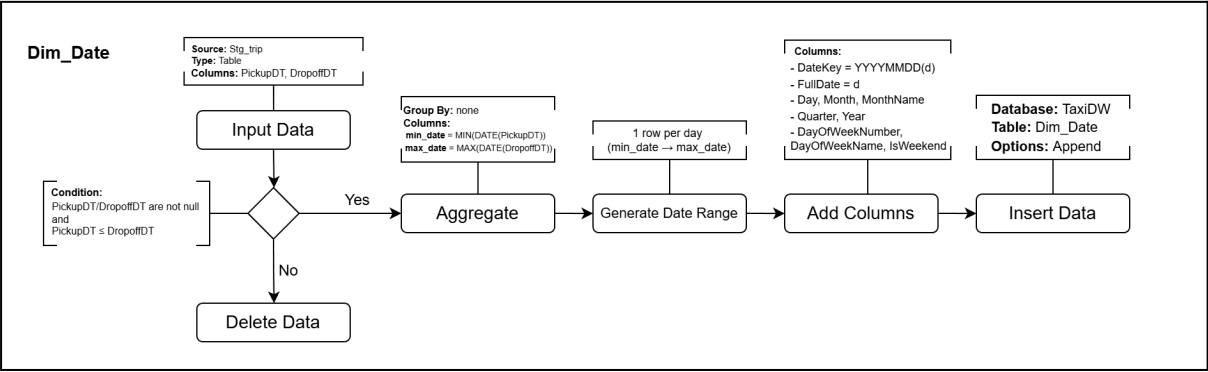 Dim_Date
Source: Stg_trip
Type: Table
Columns: PickupDT, DropoffDT
Input Data
Condition:
PickupDT/DropoffDT are not null
and
PickupDT ≤ DropoffDT
Yes
No
Delete Data
Group By: none
Columns:
min_date = MIN(DATE(PickupDT))
max_date = MAX(DATE(DropoffDT))
Aggregate
1 row per day
(min_date → max_date)
Generate Date Range
Columns:
- DateKey = YYYYMMDD(d)
- FullDate = d
- Day, Month, MonthName
- Quarter, Year
- DayOfWeekNumber,
DayOfWeekName, IsWeekend
Add Columns
Database: TaxiDW
Table: Dim_Date
Options: Append
Insert Data